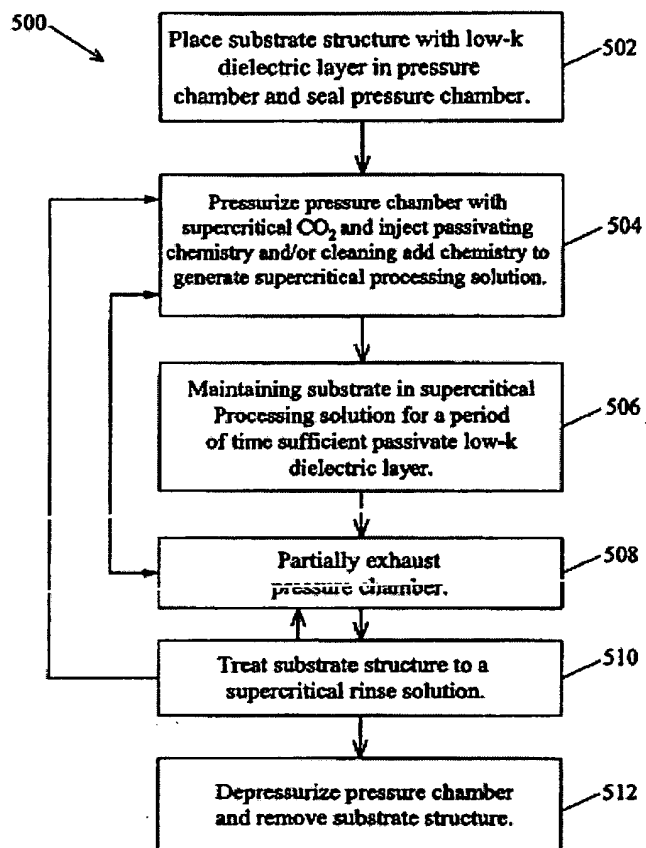 500
Place substrate structure with low-k
dielectric layer in pressure
chamber and seal pressure chamber.
502
Pressurize pressure chamber with
supercritical CO2 and inject passivating
chemistry and/or cleaning add chemistry to
generate supercritical processing solution.
504
Maintaining substrate in supercritical
Processing solution for a period
of time sufficient passivate low-k
dielectric layer.
506
Partially exhaust
pressure chamber.
508
Treat substrate structure to a
supercritical rinse solution.
510
Depressurize pressure chamber
and remove substrate structure.
512